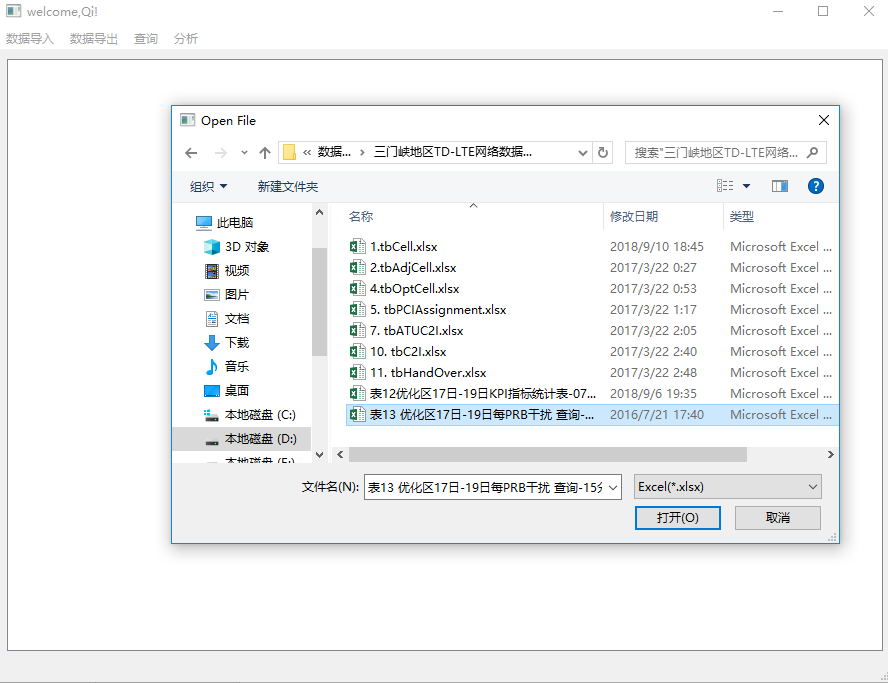 welcome,Qi!
数据导入 数据导出 查询 分析
Open File
« 数据... › 三门峡地区TD-LTE网络数据...
搜索"三门峡地区TD-LTE网络...
组织 新建文件夹
名称 修改日期 类型
此电脑
3D 对象
视频
图片
文档
下载
音乐
桌面
本地磁盘 (C:)
本地磁盘 (D:)
本地磁盘 (E:)
1.tbCell.xlsx 2018/9/10 18:45 Microsoft Excel ...
2.tbAdjCell.xlsx 2017/3/22 0:27 Microsoft Excel ...
4.tbOptCell.xlsx 2017/3/22 0:53 Microsoft Excel ...
5. tbPCIAssignment.xlsx 2017/3/22 1:17 Microsoft Excel ...
7. tbATUC2I.xlsx 2017/3/22 2:05 Microsoft Excel ...
10. tbC2I.xlsx 2017/3/22 2:40 Microsoft Excel ...
11. tbHandOver.xlsx 2017/3/22 2:48 Microsoft Excel ...
表12优化区17日-19日KPI指标统计表-07... 2018/9/6 19:35 Microsoft Excel ...
表13 优化区17日-19日每PRB干扰 查询-... 2016/7/21 17:40 Microsoft Excel ...
文件名(N): 表13 优化区17日-19日每PRB干扰 查询-15分
Excel(*.xlsx)
打开(O) 取消